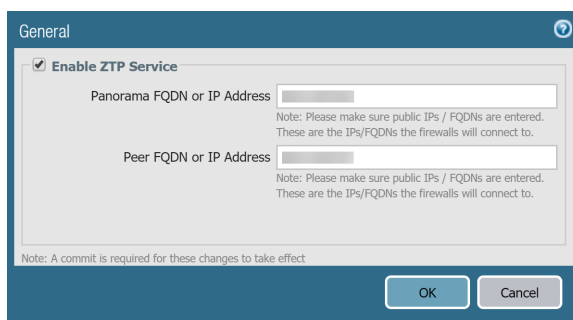 General
Enable ZTP Service
Panorama FQDN or IP Address
Note: Please make sure public IPs / FQDNs are entered.
These are the IPs/FQDNs the firewalls will connect to.
Peer FQDN or IP Address
Note: Please make sure public IPs / FQDNs are entered.
These are the IPs/FQDNs the firewalls will connect to.
Note: A commit is required for these changes to take effect
OK Cancel